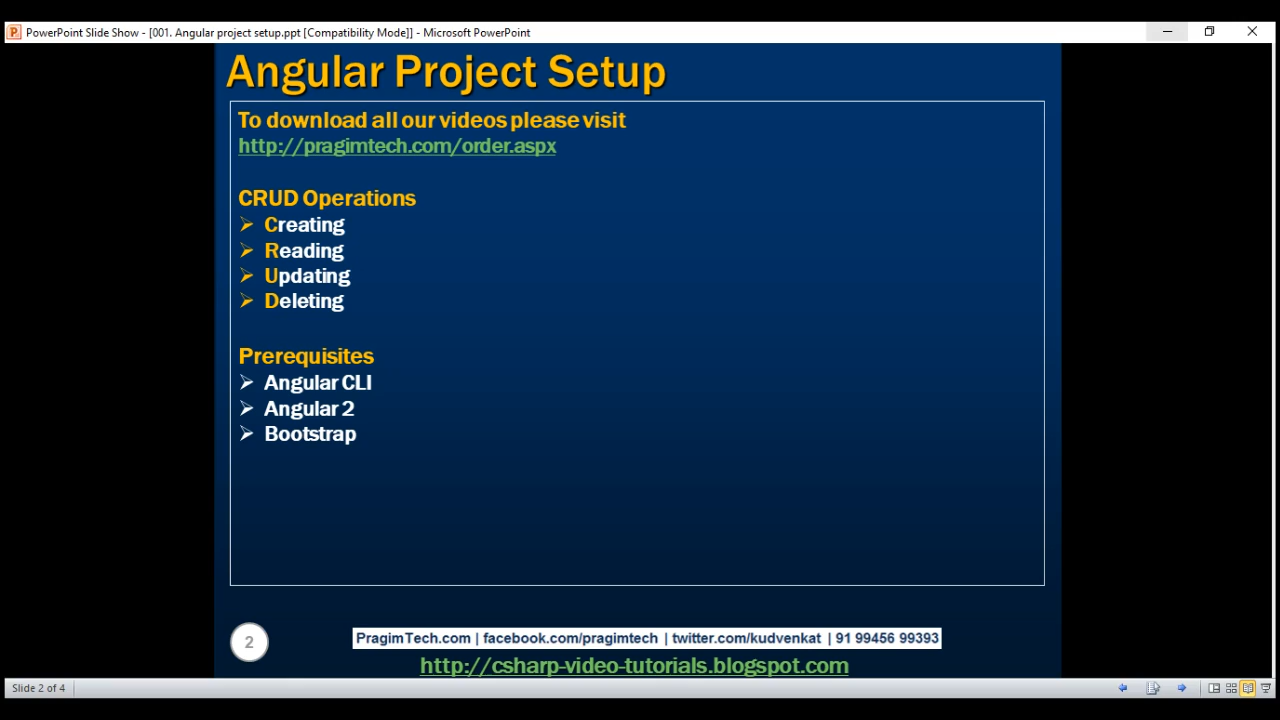 PowerPoint Slide Show - [001. Angular project setup.ppt [Compatibility Mode]] - Microsoft PowerPoint
Angular Project Setup
To download all our videos please visit
http://pragimtech.com/order.aspx
CRUD Operations
Creating
Reading
Updating
Deleting
Prerequisites
Angular CLI
Angular 2
Bootstrap
2
PragimTech.com | facebook.com/pragimtech | twitter.com/kudvenkat | 91 99456 99393
http://csharp-video-tutorials.blogspot.com
Slide 2 of 4